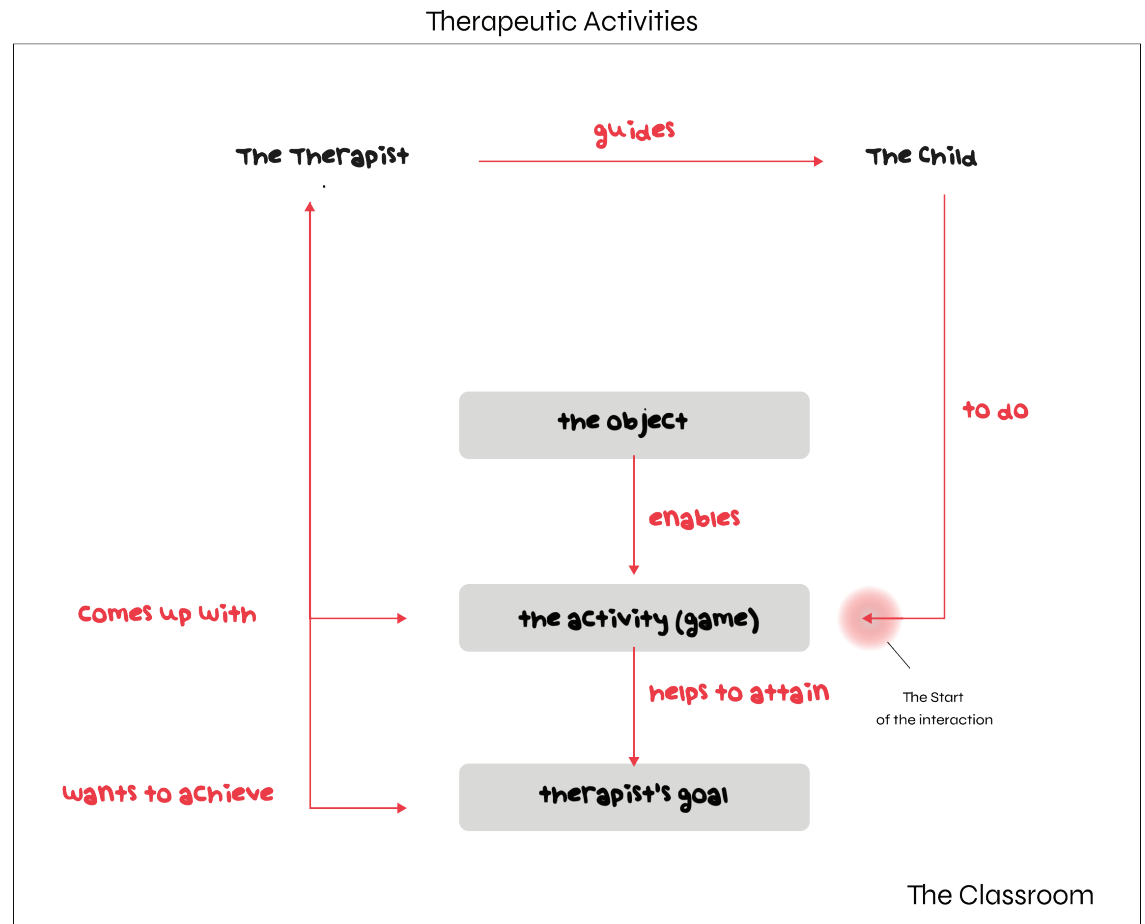 Therapeutic Activities
guides
The Therapist
The Child
to do
the object
enables
comes up with
the activity (game)
helps to attain
The Start
of the interaction
wants to achieve
therapist's goal
The Classroom